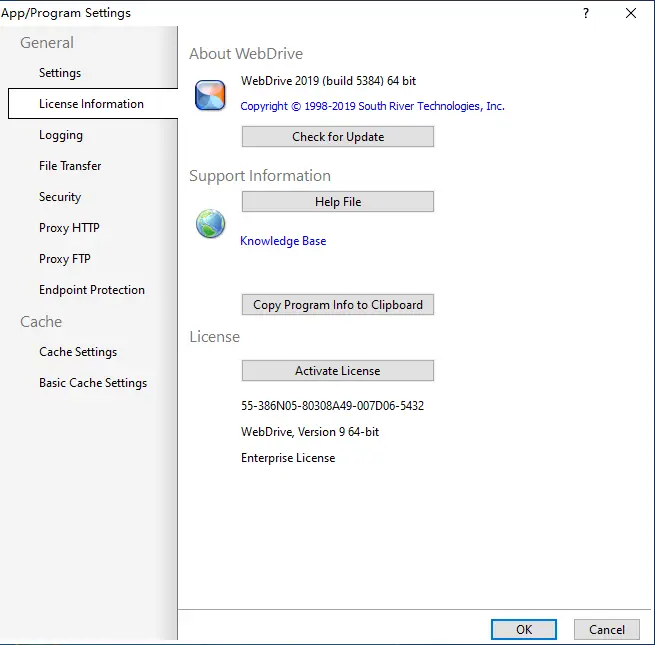 App/Program Settings
?
General
Settings
License Information
Logging
File Transfer
Security
Proxy HTTP
Proxy FTP
Endpoint Protection
Cache
Cache Settings
Basic Cache Settings
About WebDrive
WebDrive 2019 (build 5384) 64 bit
Copyright © 1998-2019 South River Technologies, Inc.
Check for Update
Support Information
Help File
Knowledge Base
Copy Program Info to Clipboard
License
Activate License
55-386N05-80308A49-007D06-5432
WebDrive, Version 9 64-bit
Enterprise License
OK
Cancel